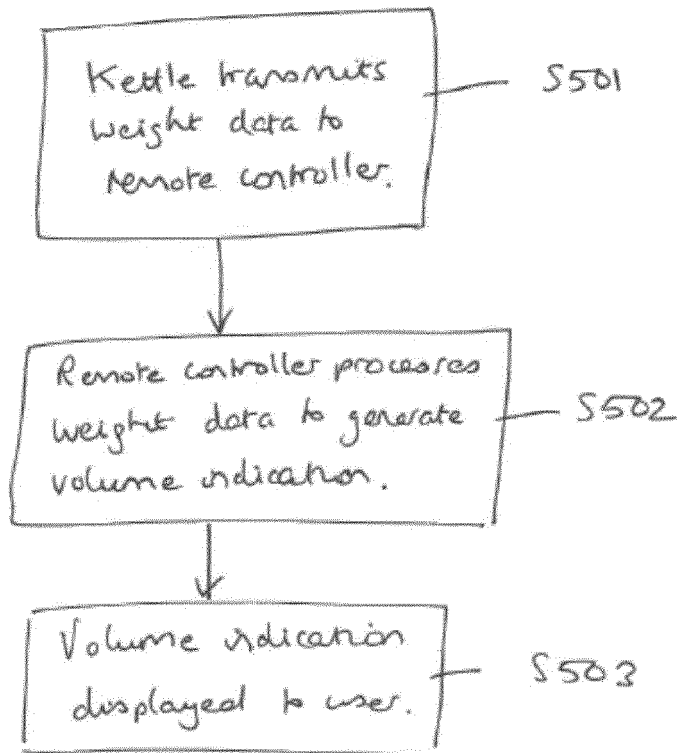 Kettle transmits
weight data to
remote controller.
S501
Remote controller processes
weight data to generate
volume indication.
S502
Volume indication
displayed to user.
S503